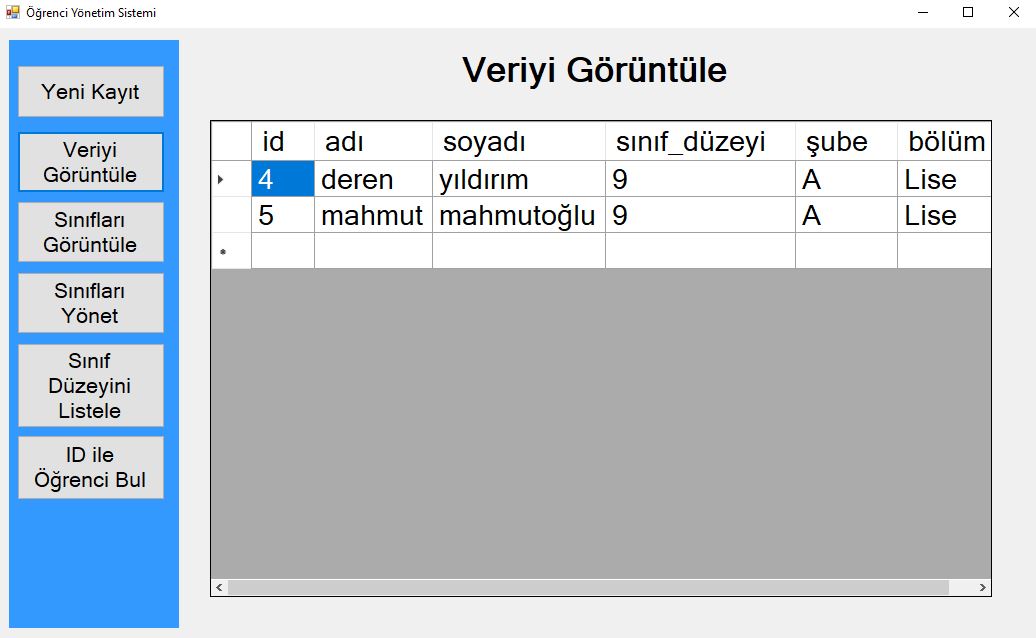 Öğrenci Yönetim Sistemi
Yeni Kayıt
Veriyi
Görüntüle
Sınıfları
Görüntüle
Sınıfları
Yönet
Sınıf
Düzeyini
Listele
ID ile
Öğrenci Bul
Veriyi Görüntüle
id adı soyadı sınıf_düzeyi şube bölüm
4 deren yıldırım 9 A Lise
5 mahmut mahmutoğlu 9 A Lise